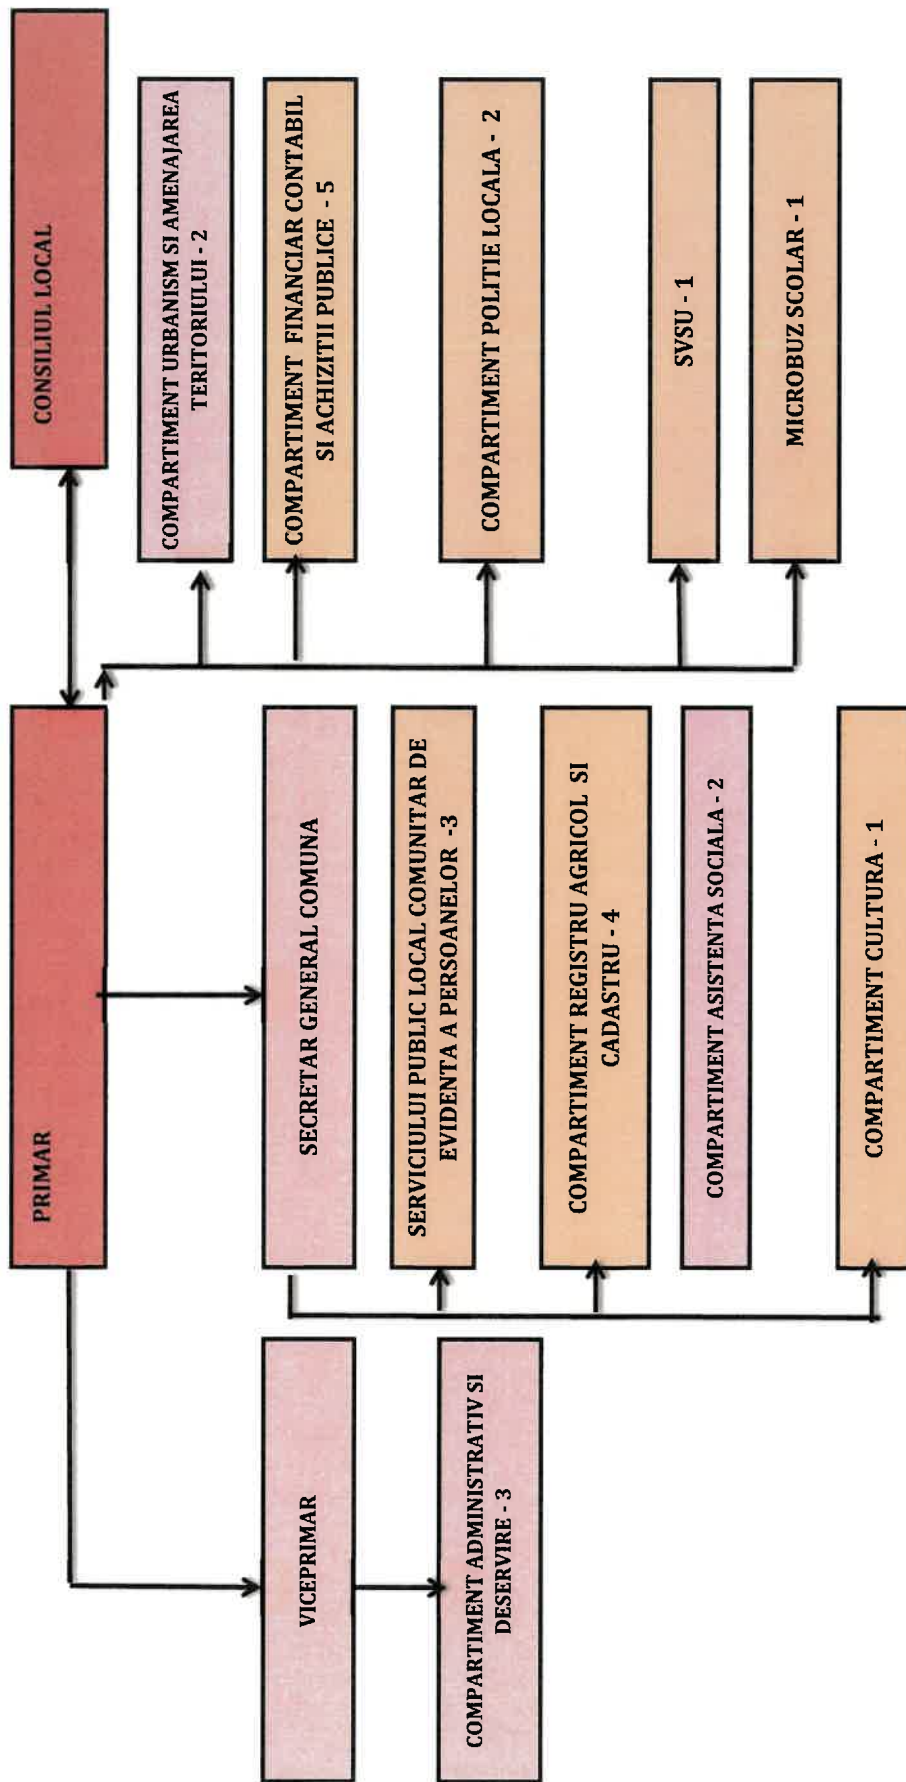 PRIMAR
CONSILIUL LOCAL
VICEPRIMAR
COMPARTIMENT ADMINISTRATIV SI
DESERVIRE - 3
SECRETAR GENERAL COMUNA
SERVICIULUI PUBLIC LOCAL COMUNITAR DE
EVIDENTA A PERSOANELOR -3
COMPARTIMENT REGISTRU AGRICOL SI
CADASTRU - 4
COMPARTIMENT ASISTENTA SOCIALA - 2
COMPARTIMENT CULTURA - 1
COMPARTIMENT URBANISM SI AMENAJAREA
TERITORIULUI - 2
COMPARTIMENT FINANCIAR CONTABIL
SI ACHIZITII PUBLICE - 5
COMPARTIMENT POLITIE LOCALA - 2
SVSU - 1
MICROBUZ SCOLAR - 1